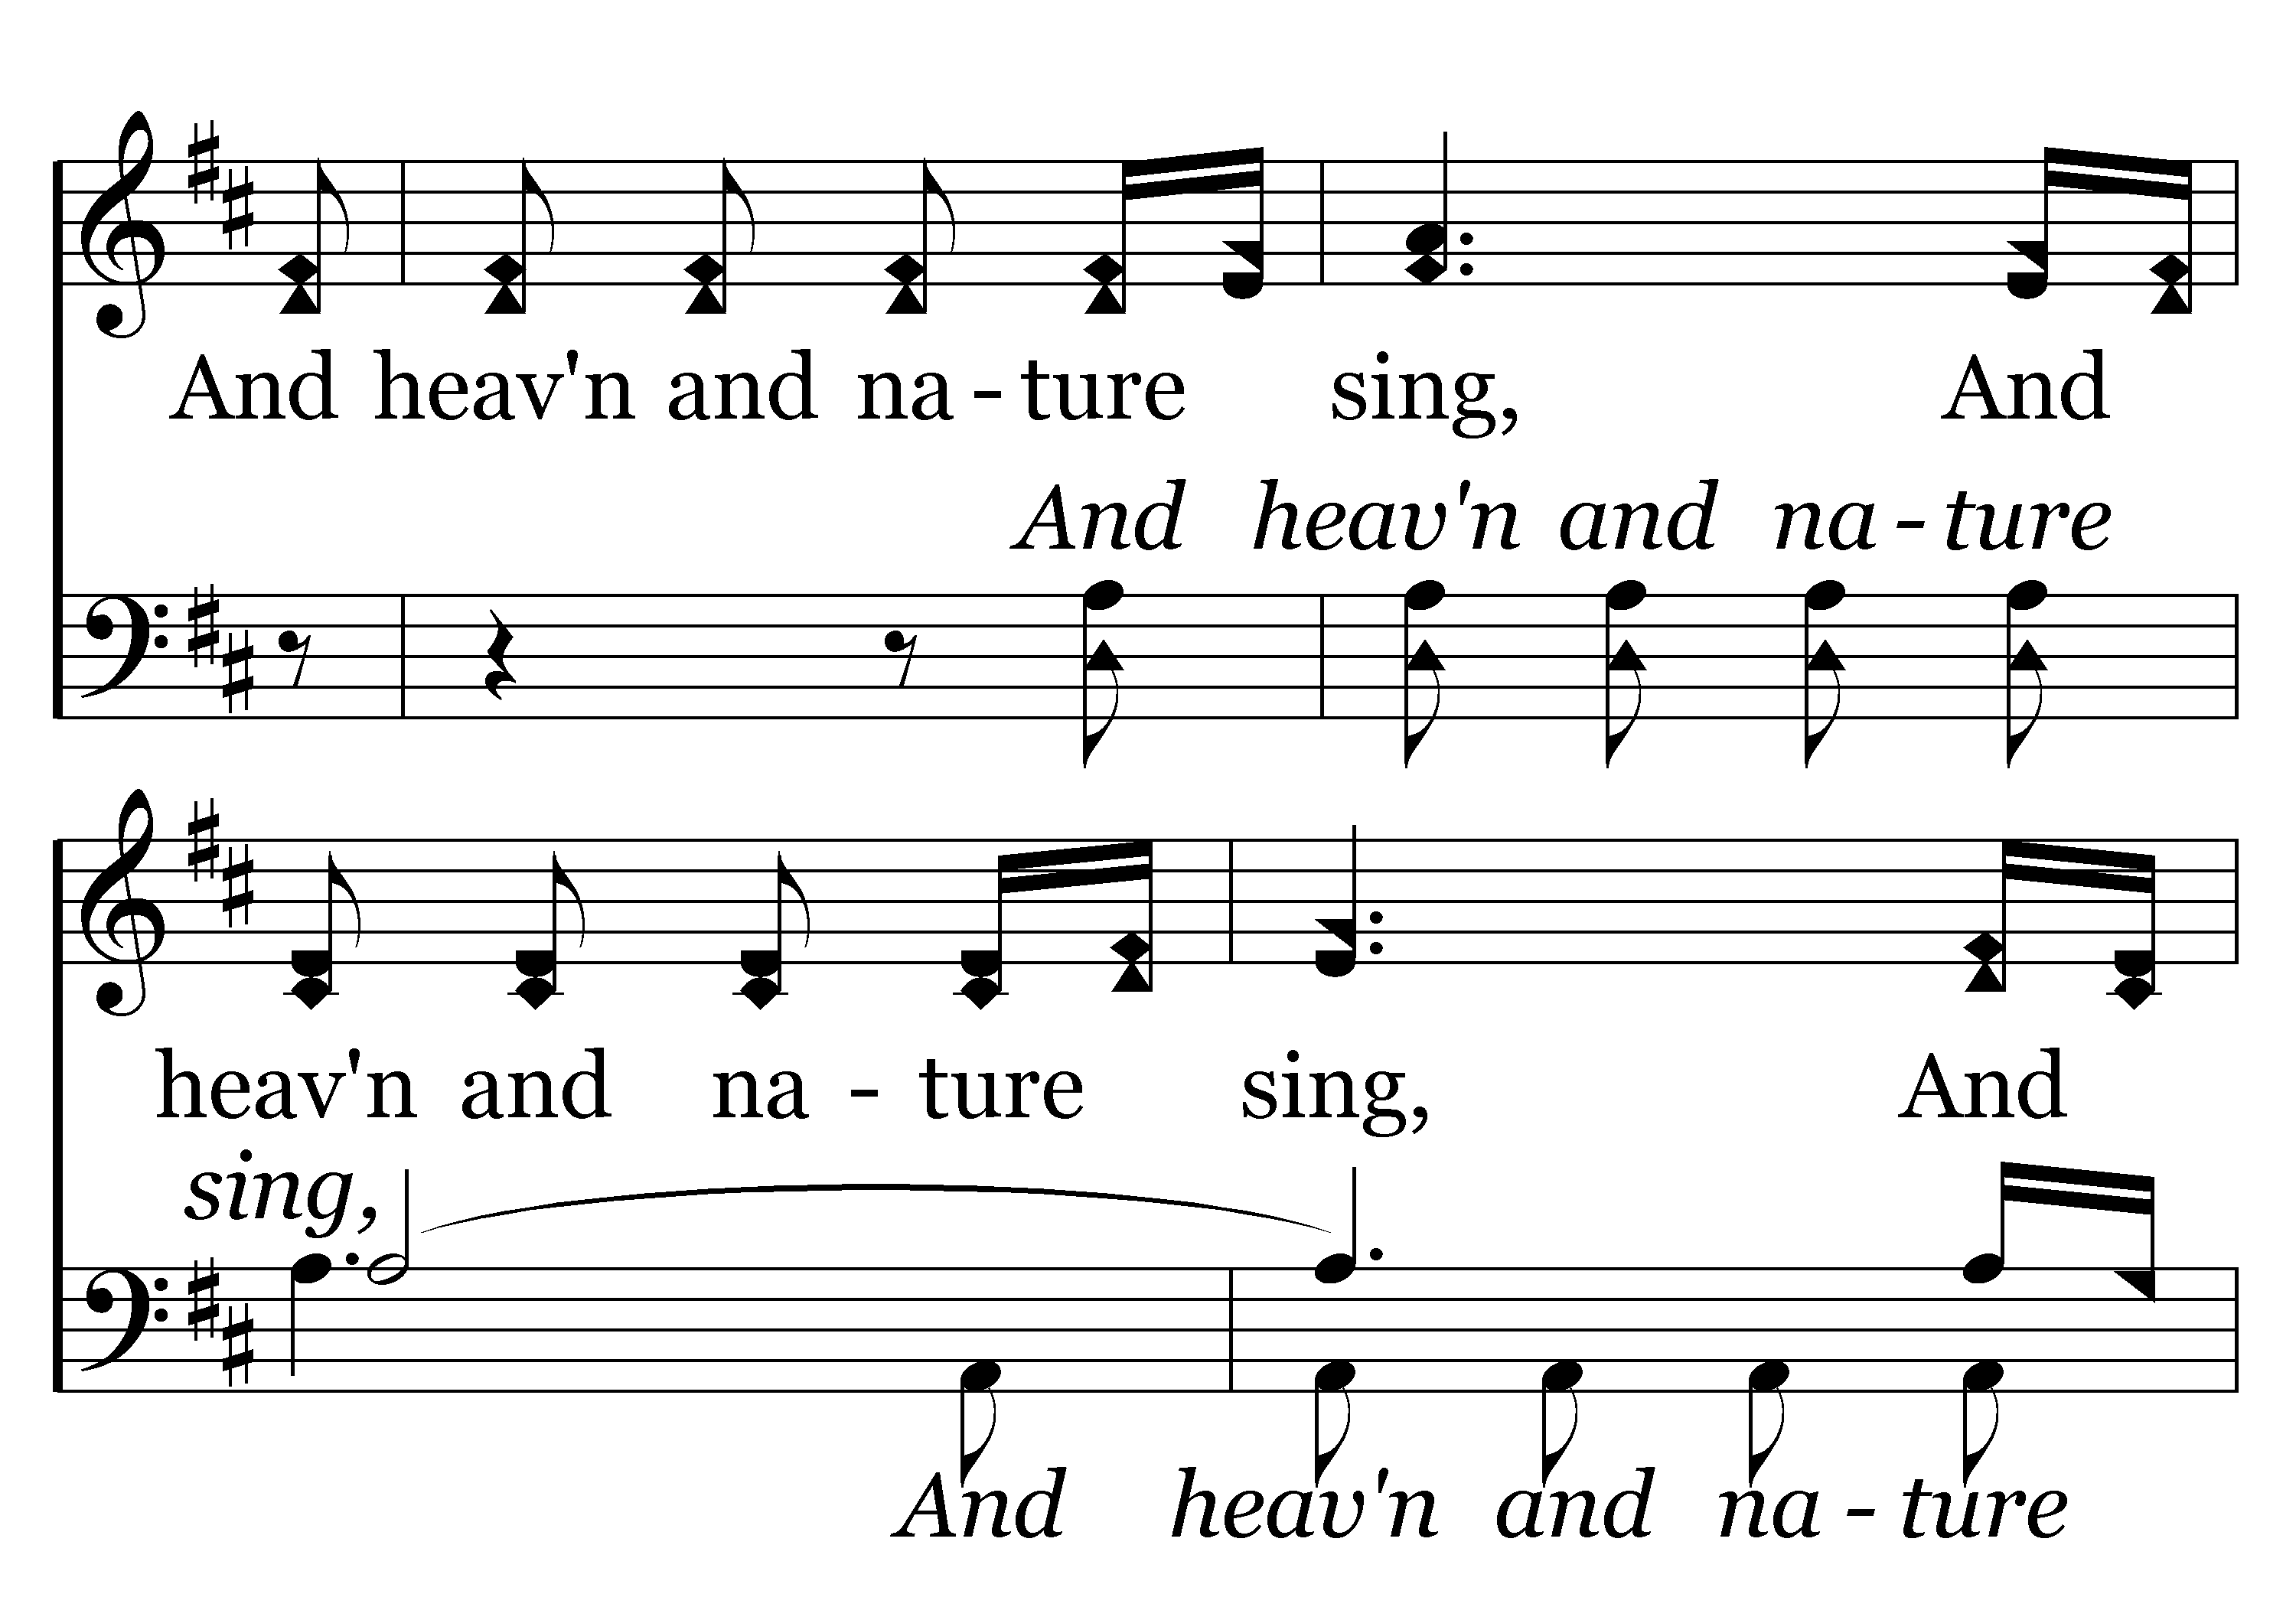 And heav'n and na - ture sing, And
And heav'n and na - ture
heav'n and na - ture sing, And
sing,
And heav'n and na - ture